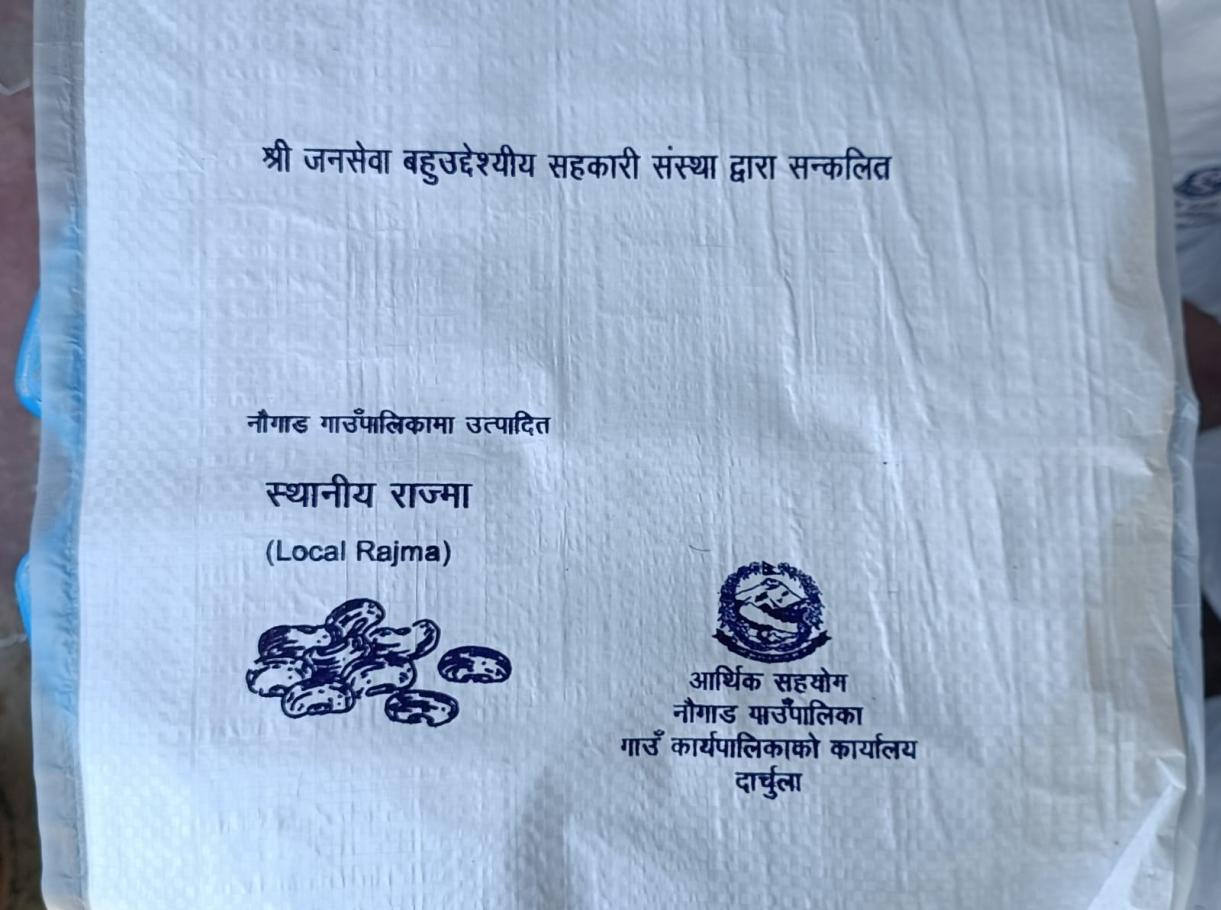 श्री जनसेवा बहुउद्देश्यीय सहकारी संस्था द्वारा सन्कलित
नौगाड गाउँपालिकामा उत्पादित
स्थानीय राज्मा
(Local Rajma)
आर्थिक सहयोग
नौगाड गाउँपालिका
गाउँ कार्यपालिकाको कार्यालय
दार्चुला